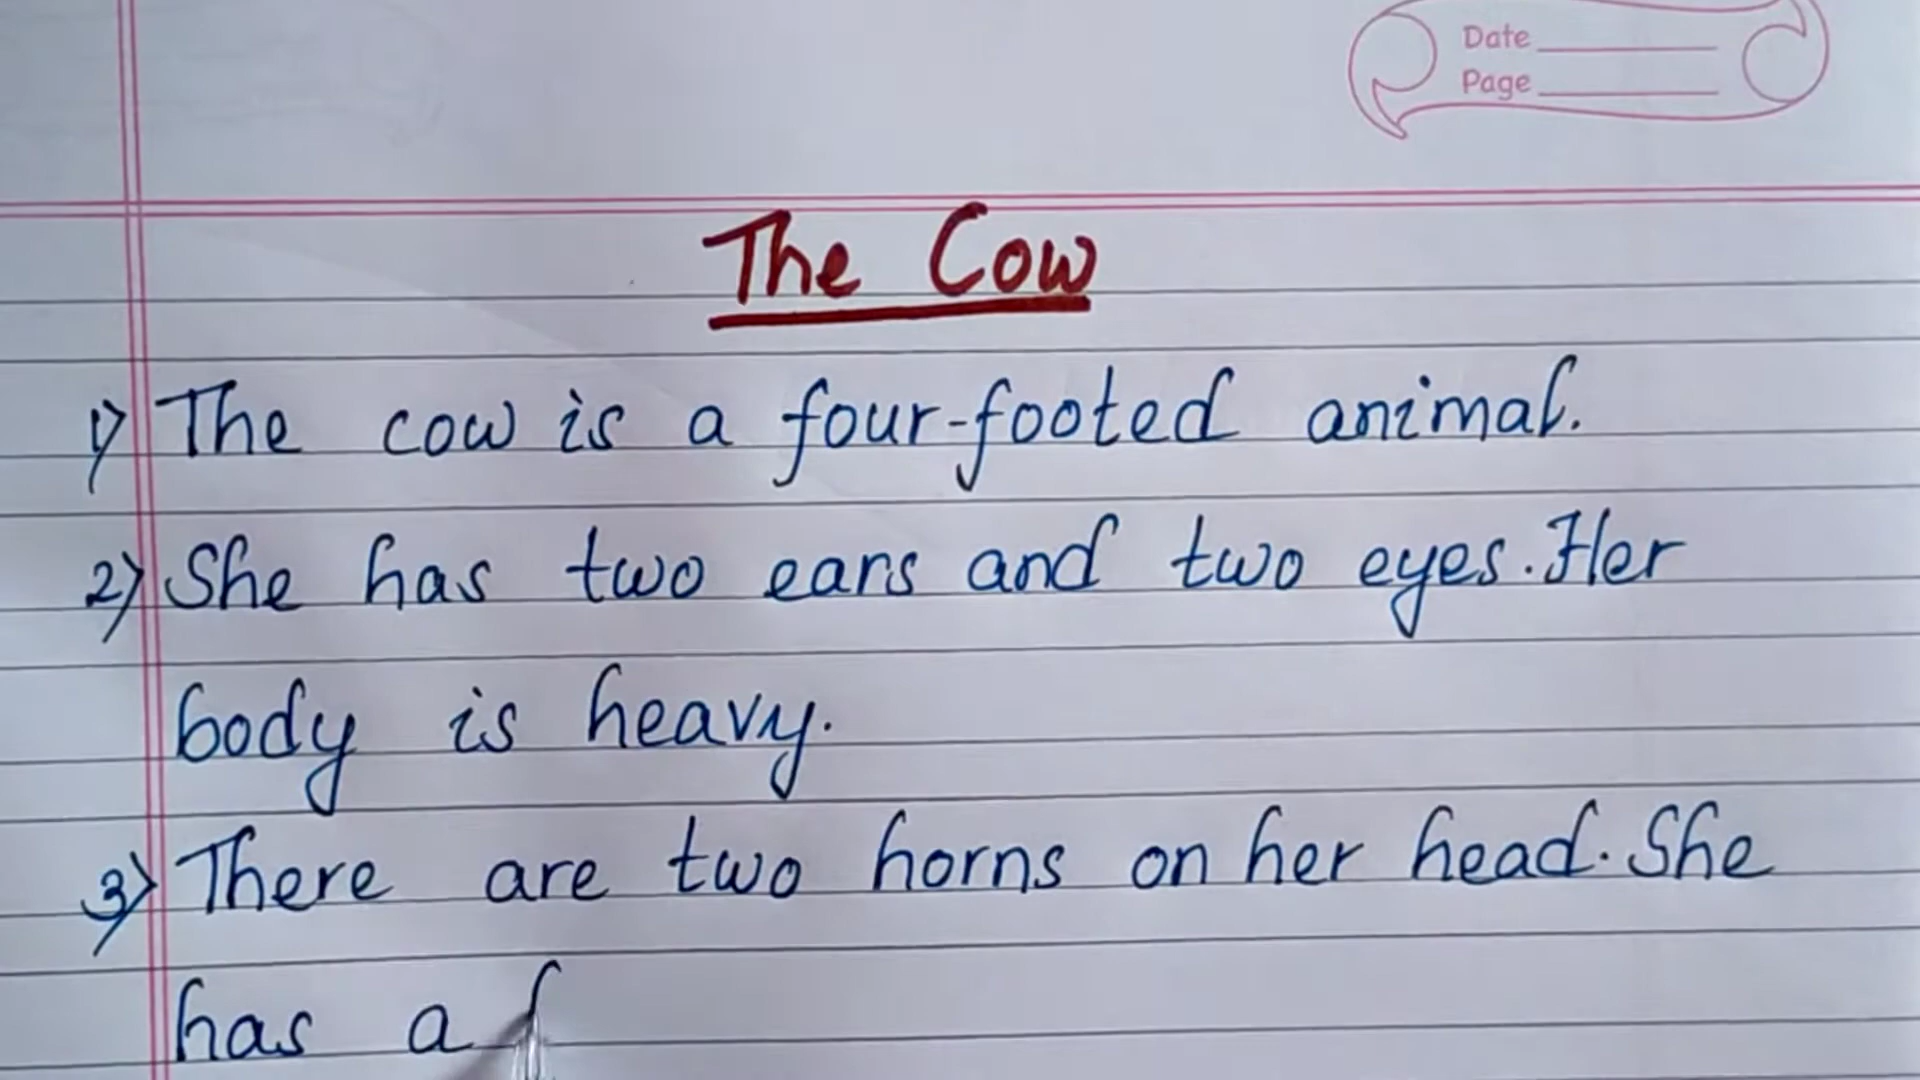 Date
Page
The Cow
1) The cow is a four-footed animal.
2) She has two ears and two eyes. Her
body is heavy.
3) There are two horns on her head. She
has a